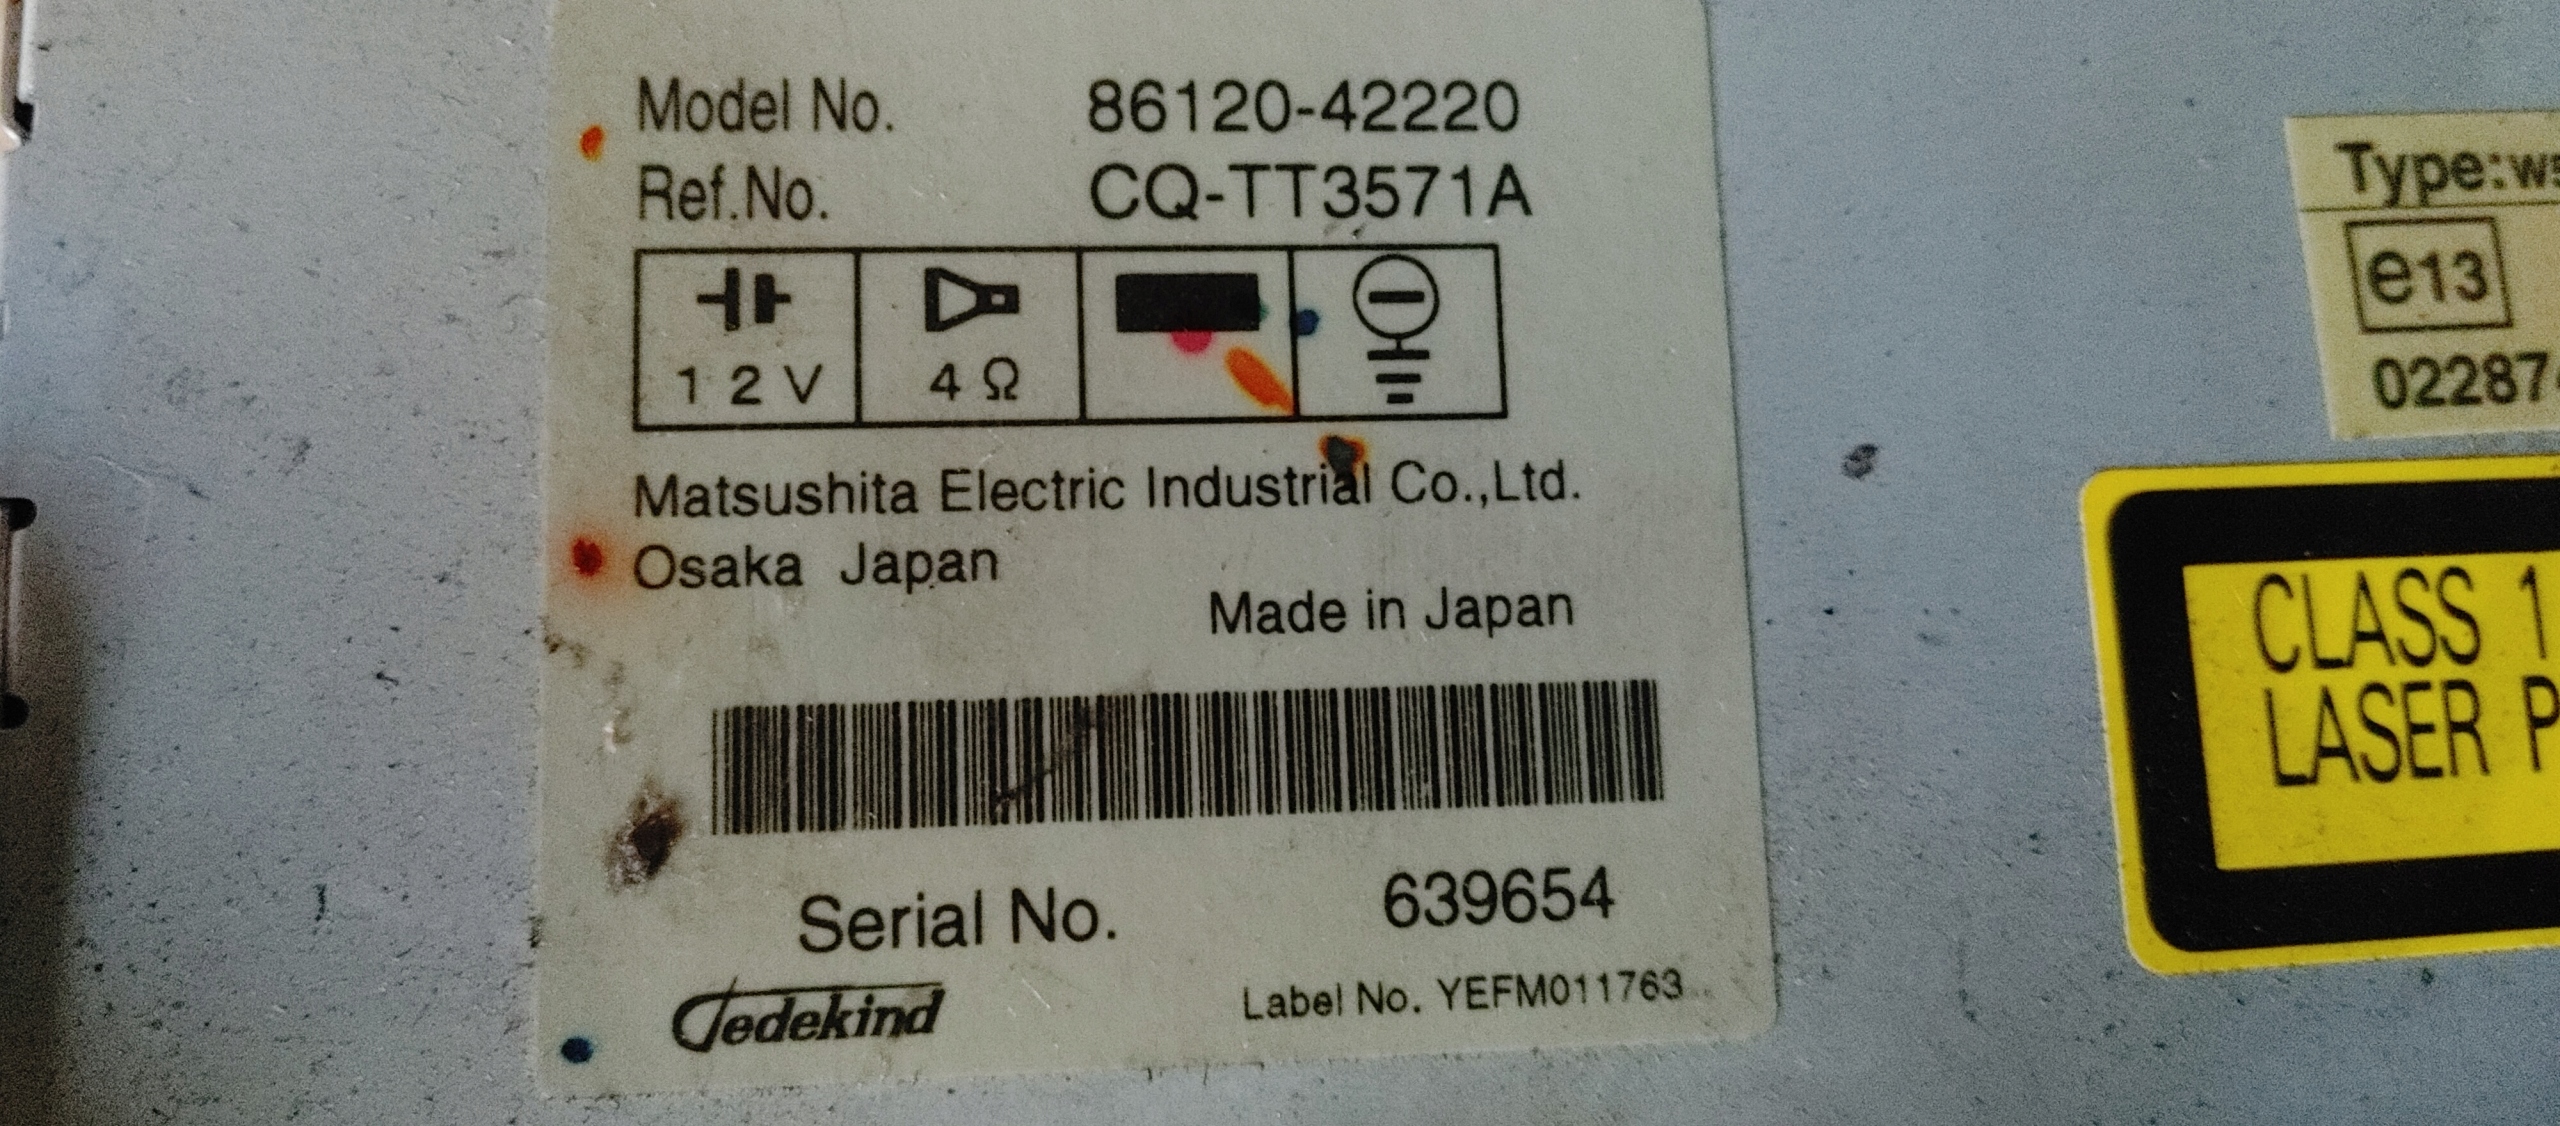 Model No. 86120-42220
Ref.No. CQ-TT3571A
12V 4Ω
Matsushita Electric Industrial Co.,Ltd.
Osaka Japan
Made in Japan
Serial No. 639654
Label No. YEFM011763
Type:
e13
CLASS 1
LASER